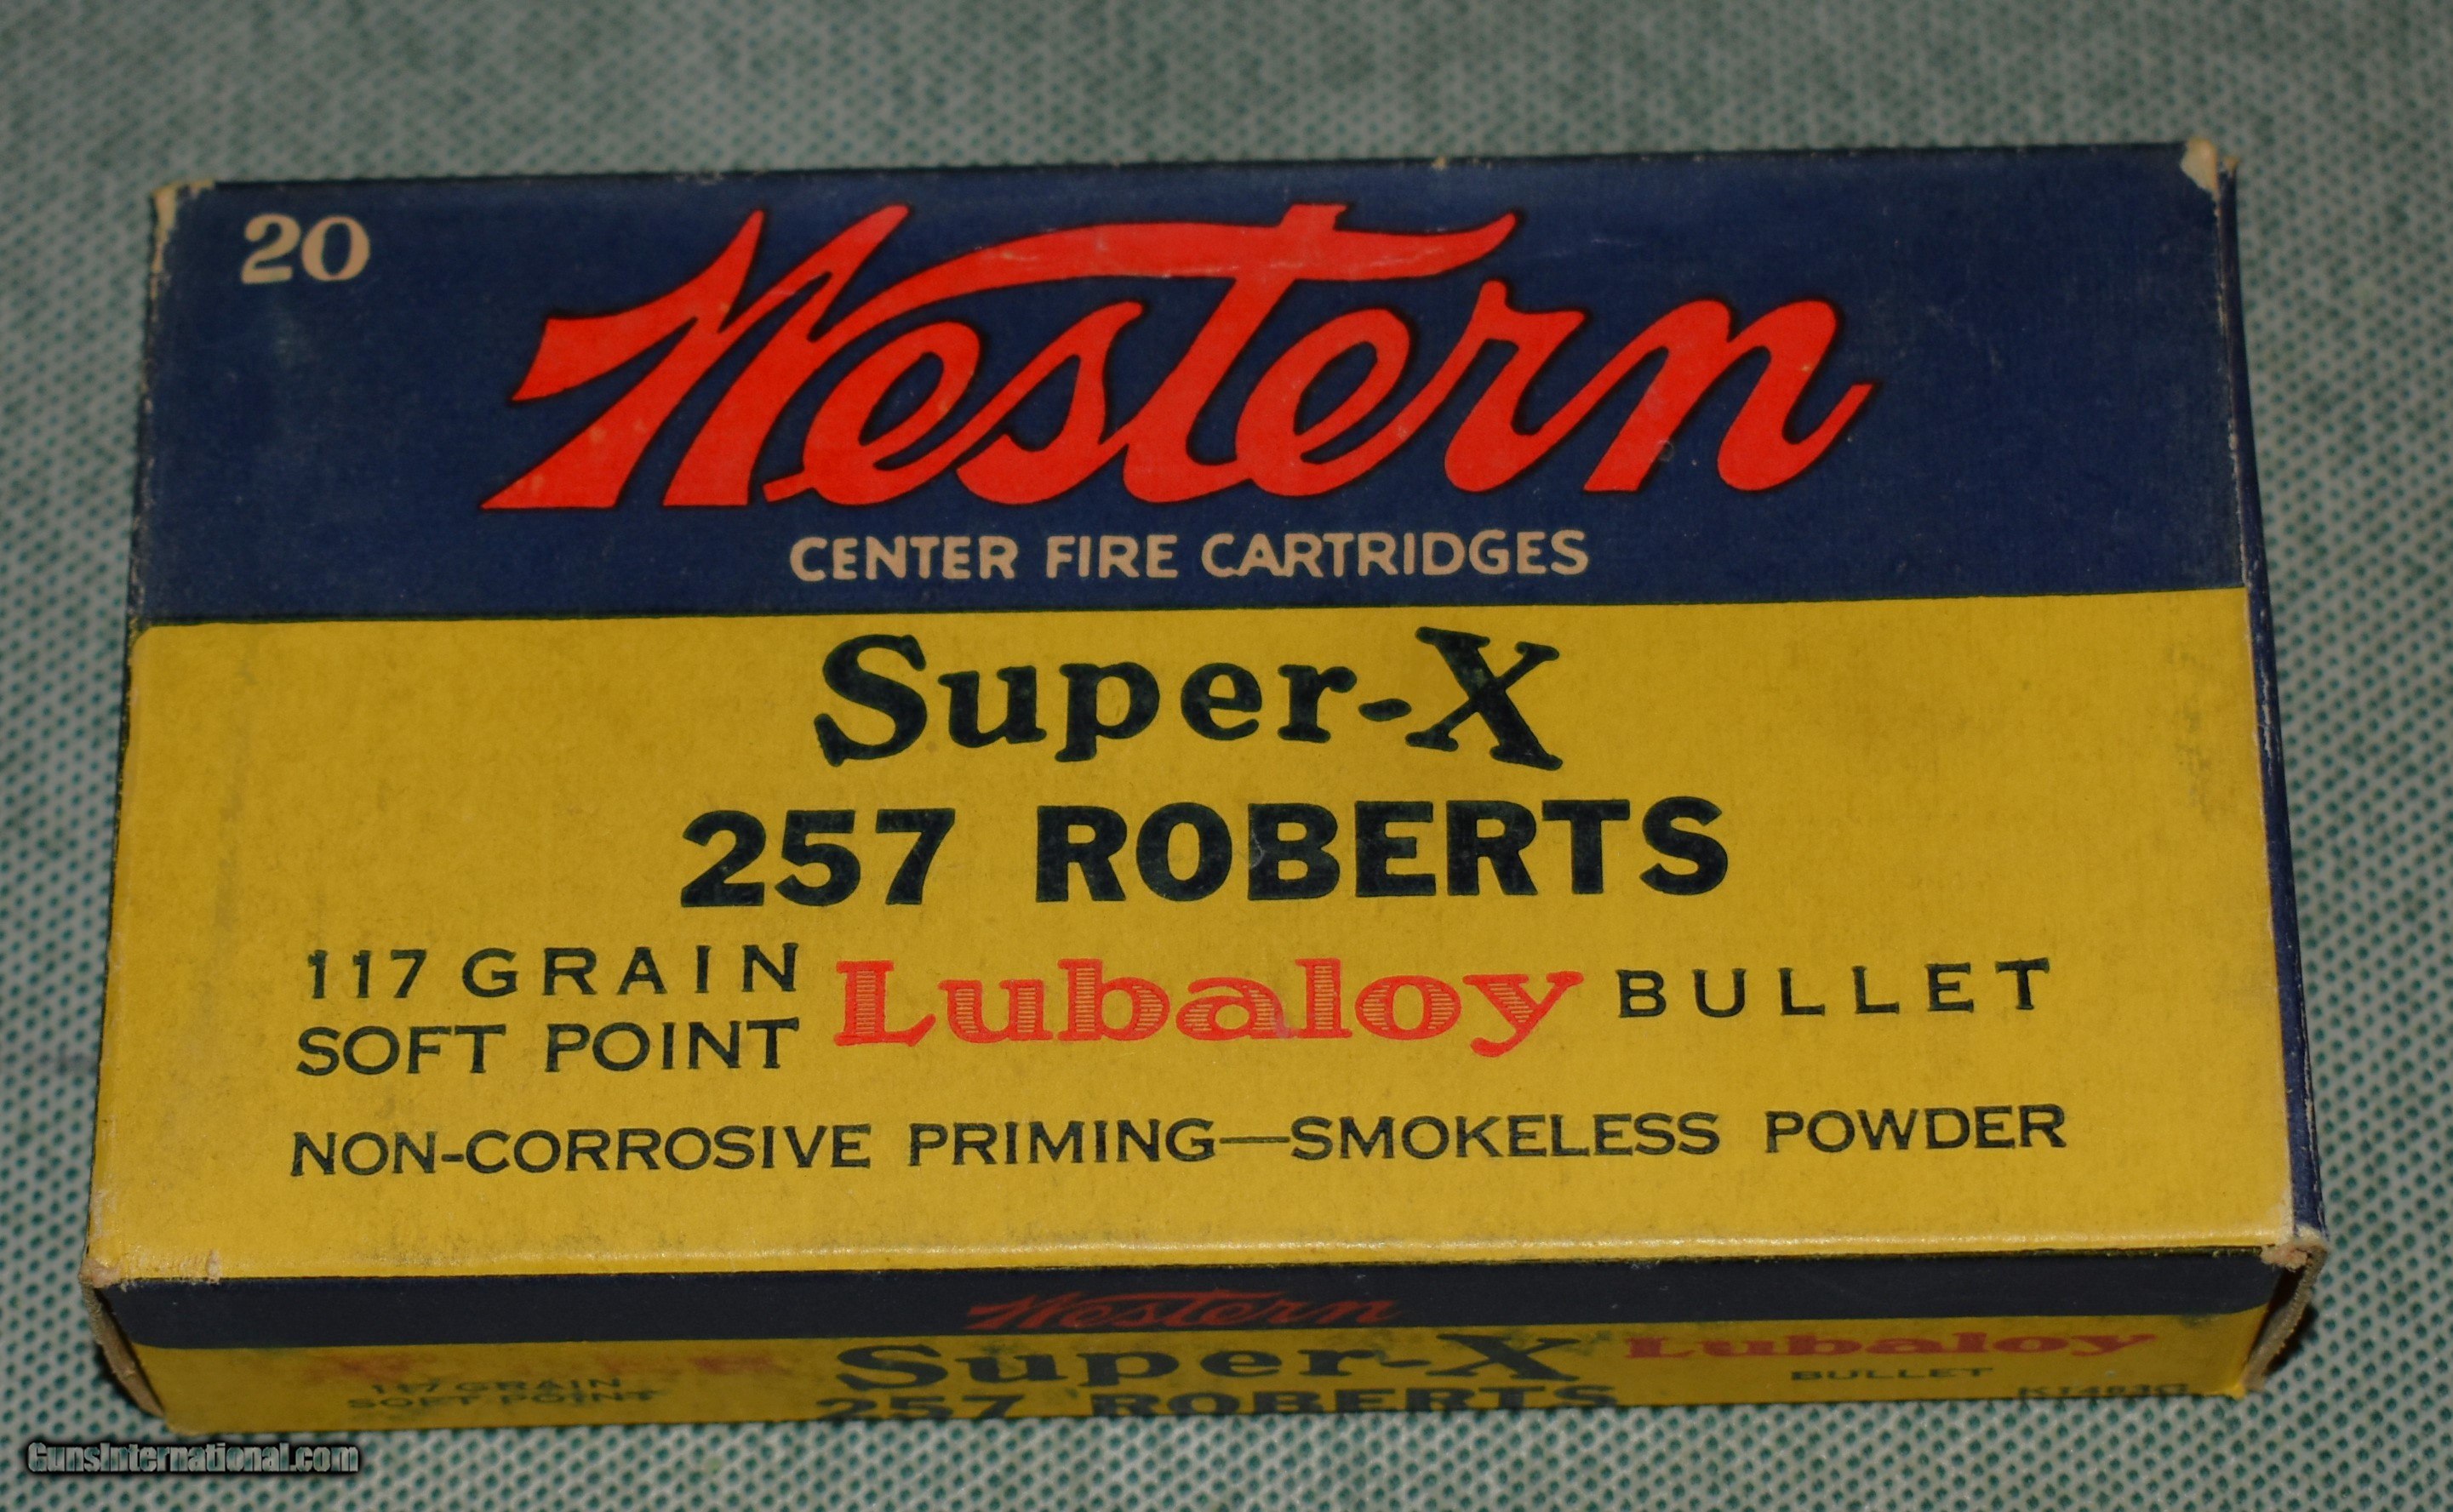 20
Western
CENTER FIRE CARTRIDGES
Super-X
257 ROBERTS
117 GRAIN
SOFT POINT
Lubaloy BULLET
NON-CORROSIVE PRIMING—SMOKELESS POWDER
Western
Super-X
Lubaloy
117 GRAIN
SOFT POINT
BULLET
257 ROBERTS
GunsInternational.com